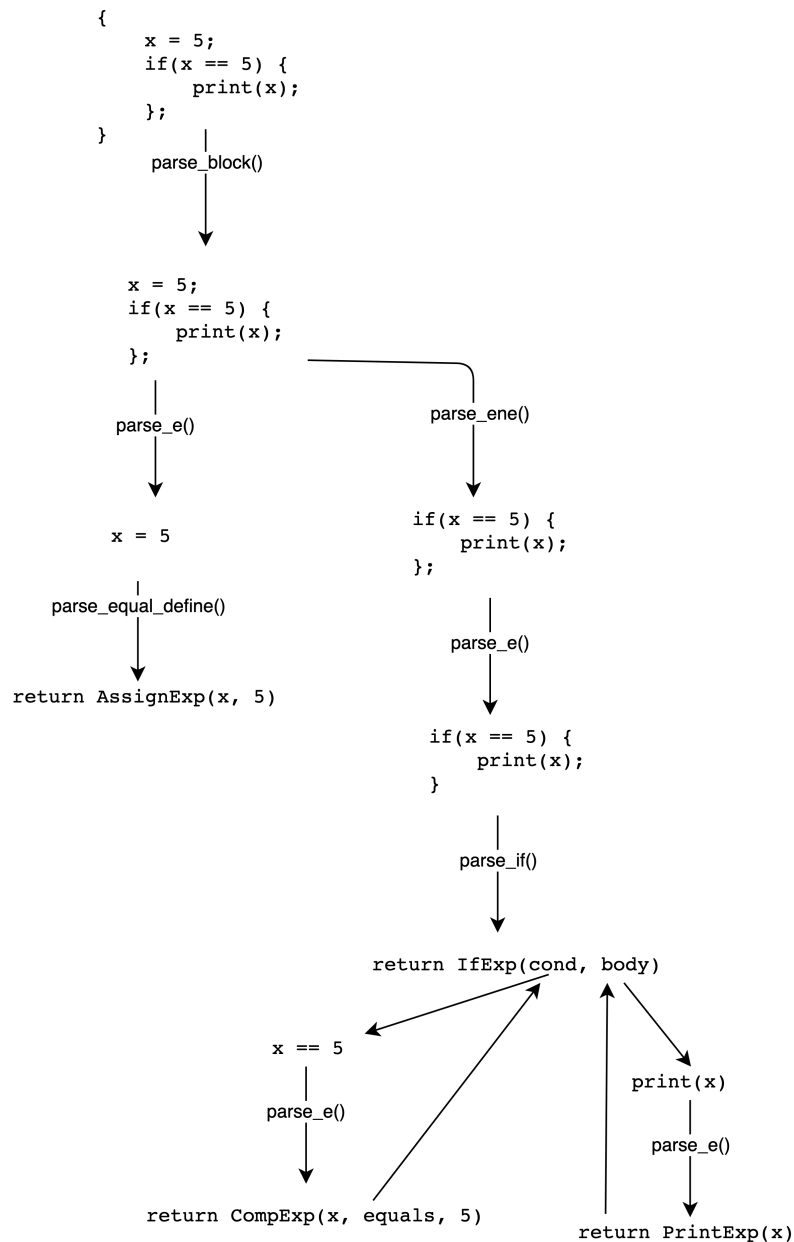 {
    x = 5;
    if(x == 5) {
        print(x);
    };
}
parse_block()
x = 5;
if(x == 5) {
    print(x);
};
parse_e()
parse_ene()
x = 5
if(x == 5) {
    print(x);
};
parse_equal_define()
parse_e()
return AssignExp(x, 5)
if(x == 5) {
    print(x);
}
parse_if()
return IfExp(cond, body)
x == 5
print(x)
parse_e()
parse_e()
return CompExp(x, equals, 5)
return PrintExp(x)